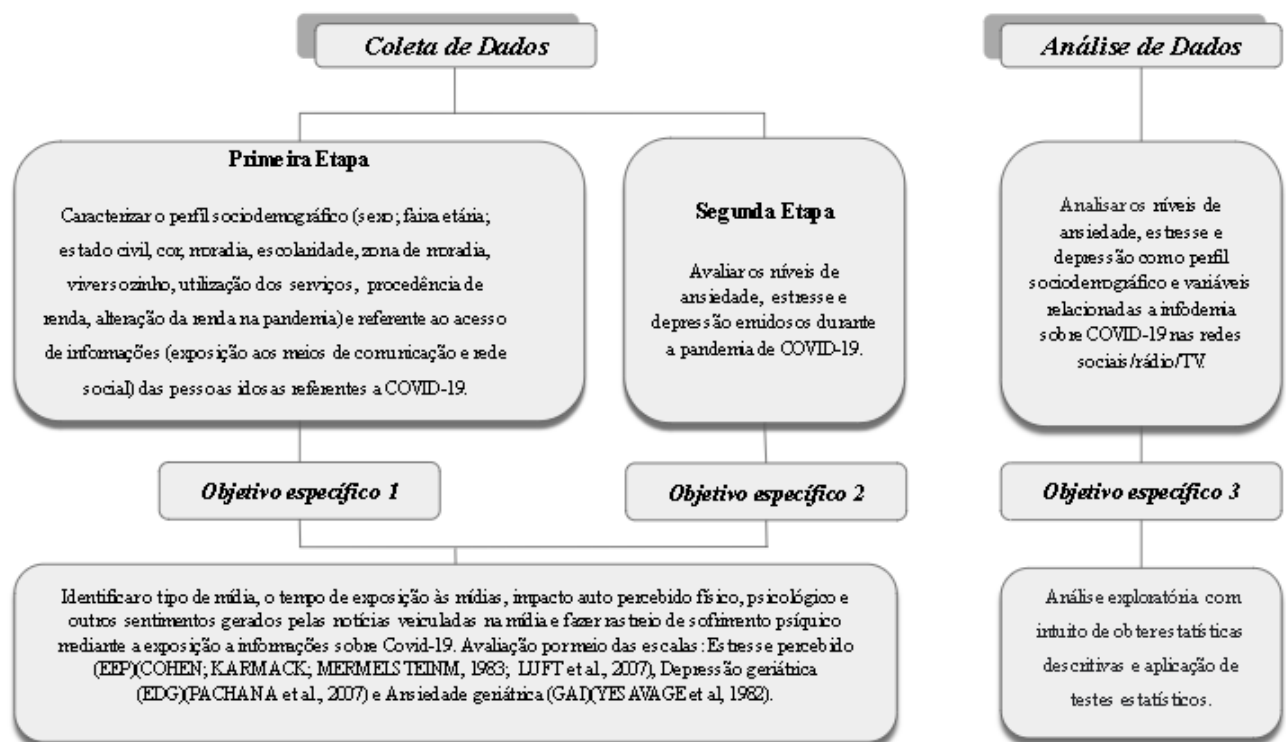 Coleta de Dados
Análise de Dados
Primeira Etapa
Caracterizar o perfil sociodemográfico (sexo; faixa etária;
estado civil, cor, moradia, escolaridade, zona de moradia,
viver sozinho, utilização dos serviços, procedência de
renda, alteração da renda na pandemia) e referente ao acesso
de informações (exposição aos meios de comunicação e rede
social) das pessoas idosas referentes a COVID-19.
Segunda Etapa
Avaliar os níveis de
ansiedade, estresse e
depressão em idosos durante
a pandemia de COVID-19.
Analisar os níveis de
ansiedade, estresse e
depressão com o perfil
sociodemográfico e variáveis
relacionadas a infodemia
sobre COVID-19 nas redes
sociais/rádio/TV.
Objetivo específico 1
Objetivo específico 2
Objetivo específico 3
Identificar o tipo de mídia, o tempo de exposição às mídias, impacto auto percebido físico, psicológico e
outros sentimentos gerados pelas notícias veiculadas na mídia e fazer rastreio de sofrimento psíquico
mediante a exposição a informações sobre Covid-19. Avaliação por meio das escalas: Estresse percebido
(EEP)(COHEN; KARMACK; MERMELSTEINM, 1983; LUFT et al., 2007), Depressão geriátrica
(EDG)(PACHANA et al., 2007) e Ansiedade geriátrica (GAI)(YESAVAGE et al, 1982).
Análise exploratória com
intuito de obter estatísticas
descritivas e aplicação de
testes estatísticos.